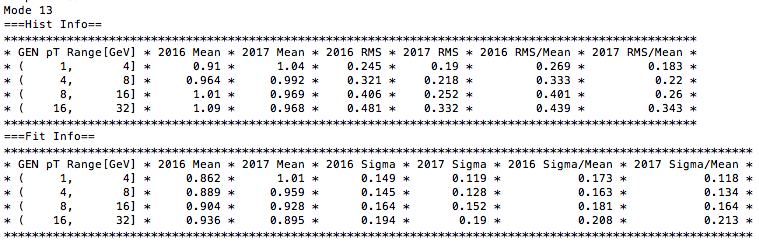 Mode 13
===Hist Info==
***************************************************************************************
* GEN pT Range[GeV] * 2016 Mean * 2017 Mean * 2016 RMS * 2017 RMS * 2016 RMS/Mean * 2017 RMS/Mean *
* ( 1, 4] * 0.91 * 1.04 * 0.245 * 0.19 * 0.269 * 0.183 *
* ( 4, 8] * 0.964 * 0.992 * 0.321 * 0.218 * 0.333 * 0.22 *
* ( 8, 16] * 1.01 * 0.969 * 0.406 * 0.252 * 0.401 * 0.26 *
* ( 16, 32] * 1.09 * 0.968 * 0.481 * 0.332 * 0.439 * 0.343 *
***************************************************************************************
===Fit Info==
**********************************************************************************************
* GEN pT Range[GeV] * 2016 Mean * 2017 Mean * 2016 Sigma * 2017 Sigma * 2016 Sigma/Mean * 2017 Sigma/Mean *
* ( 1, 4] * 0.862 * 1.01 * 0.149 * 0.119 * 0.173 * 0.118 *
* ( 4, 8] * 0.889 * 0.959 * 0.145 * 0.128 * 0.163 * 0.134 *
* ( 8, 16] * 0.904 * 0.928 * 0.164 * 0.152 * 0.181 * 0.164 *
* ( 16, 32] * 0.936 * 0.895 * 0.194 * 0.19 * 0.208 * 0.213 *
**********************************************************************************************